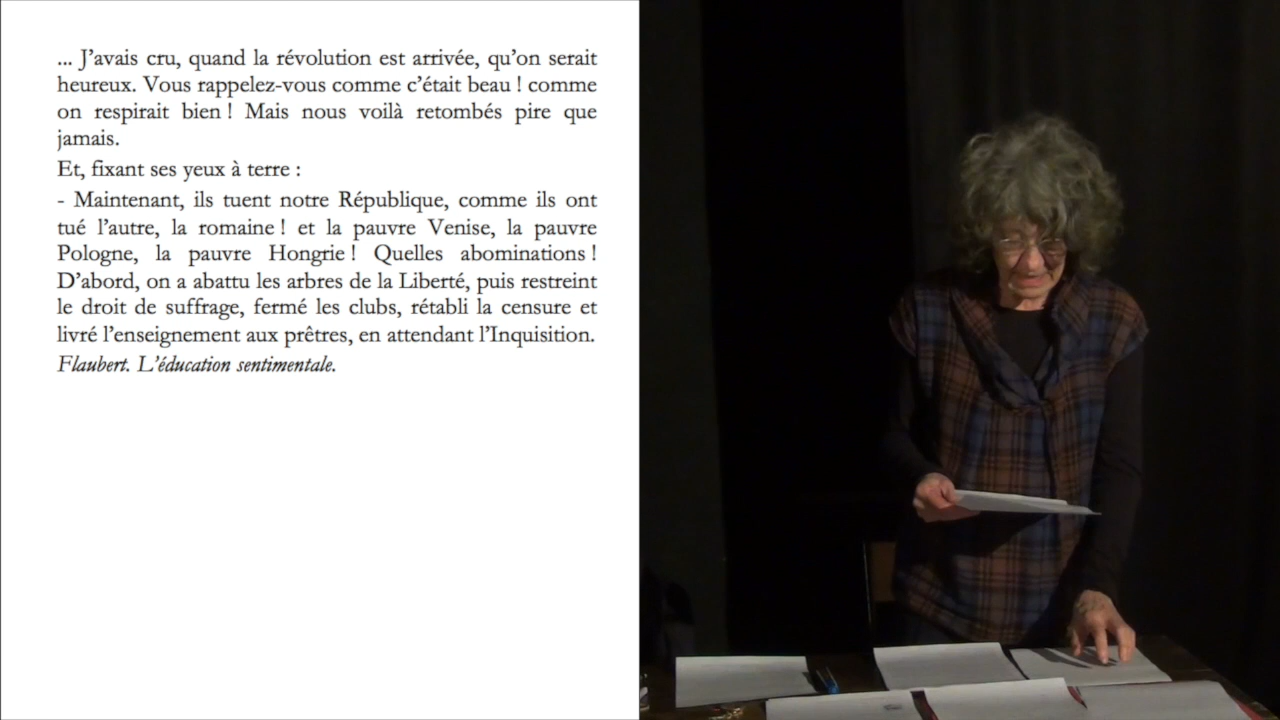 ... J’avais cru, quand la révolution est arrivée, qu’on serait
heureux. Vous rappelez-vous comme c’était beau ! comme
on respirait bien ! Mais nous voilà retombés pire que
jamais.
Et, fixant ses yeux à terre :
- Maintenant, ils tuent notre République, comme ils ont
tué l’autre, la romaine ! et la pauvre Venise, la pauvre
Pologne, la pauvre Hongrie ! Quelles abominations !
D’abord, on a abattu les arbres de la Liberté, puis restreint
le droit de suffrage, fermé les clubs, rétabli la censure et
livré l’enseignement aux prêtres, en attendant l’Inquisition.
Flaubert. L’éducation sentimentale.